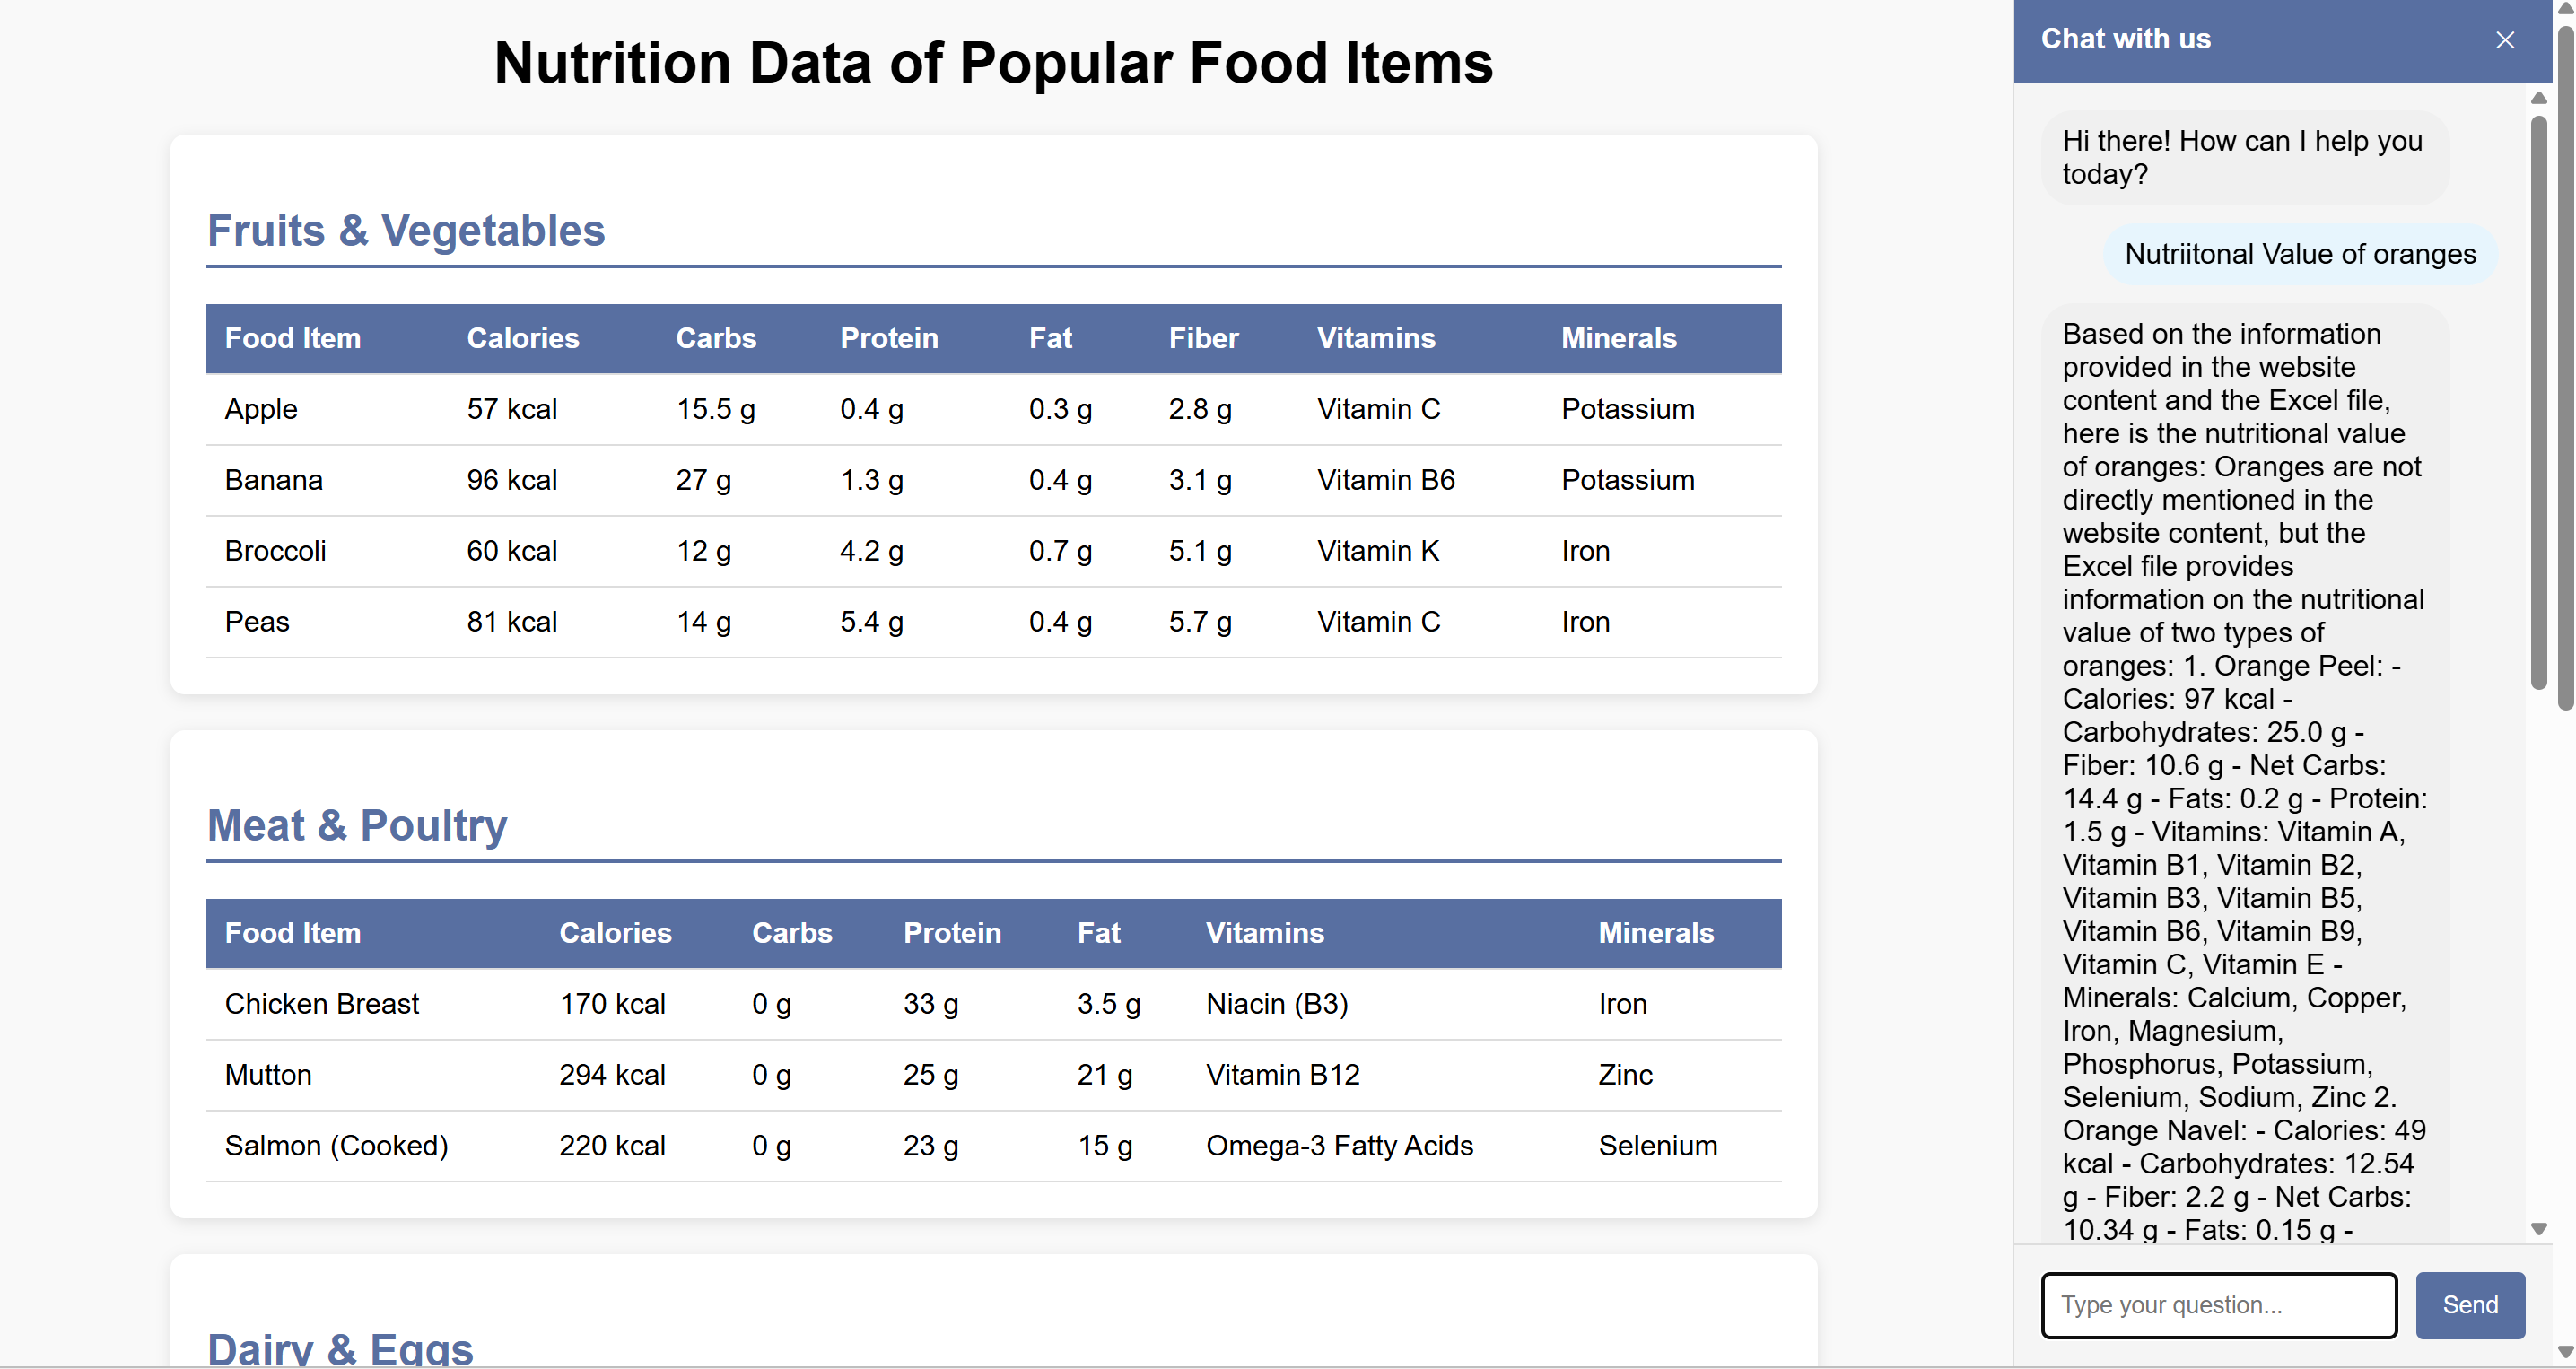 Nutrition Data of Popular Food Items
Fruits & Vegetables
Food Item Calories Carbs Protein Fat Fiber Vitamins Minerals
Apple 57 kcal 15.5 g 0.4 g 0.3 g 2.8 g Vitamin C Potassium
Banana 96 kcal 27 g 1.3 g 0.4 g 3.1 g Vitamin B6 Potassium
Broccoli 60 kcal 12 g 4.2 g 0.7 g 5.1 g Vitamin K Iron
Peas 81 kcal 14 g 5.4 g 0.4 g 5.7 g Vitamin C Iron
Meat & Poultry
Food Item Calories Carbs Protein Fat Vitamins Minerals
Chicken Breast 170 kcal 0 g 33 g 3.5 g Niacin (B3) Iron
Mutton 294 kcal 0 g 25 g 21 g Vitamin B12 Zinc
Salmon (Cooked) 220 kcal 0 g 23 g 15 g Omega-3 Fatty Acids Selenium
Dairy & Eggs
Chat with us
Hi there! How can I help you
today?
Nutriitonal Value of oranges
Based on the information
provided in the website
content and the Excel file,
here is the nutritional value
of oranges: Oranges are not
directly mentioned in the
website content, but the
Excel file provides
information on the nutritional
value of two types of
oranges: 1. Orange Peel: -
Calories: 97 kcal -
Carbohydrates: 25.0 g -
Fiber: 10.6 g - Net Carbs:
14.4 g - Fats: 0.2 g - Protein:
1.5 g - Vitamins: Vitamin A,
Vitamin B1, Vitamin B2,
Vitamin B3, Vitamin B5,
Vitamin B6, Vitamin B9,
Vitamin C, Vitamin E -
Minerals: Calcium, Copper,
Iron, Magnesium,
Phosphorus, Potassium,
Selenium, Sodium, Zinc 2.
Orange Navel: - Calories: 49
kcal - Carbohydrates: 12.54
g - Fiber: 2.2 g - Net Carbs:
10.34 g - Fats: 0.15 g -
Type your question...
Send